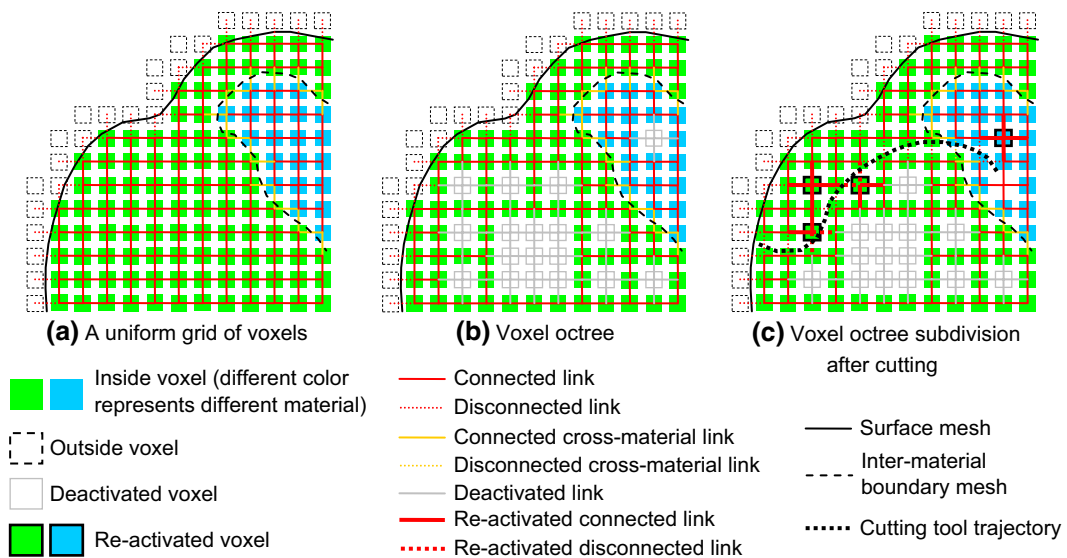 (a) A uniform grid of voxels
(b) Voxel octree
(c) Voxel octree subdivision
after cutting
Inside voxel (different color
represents different material)
Outside voxel
Deactivated voxel
Re-activated voxel
Connected link
Disconnected link
Connected cross-material link
Disconnected cross-material link
Deactivated link
Re-activated connected link
Re-activated disconnected link
Surface mesh
Inter-material
boundary mesh
Cutting tool trajectory